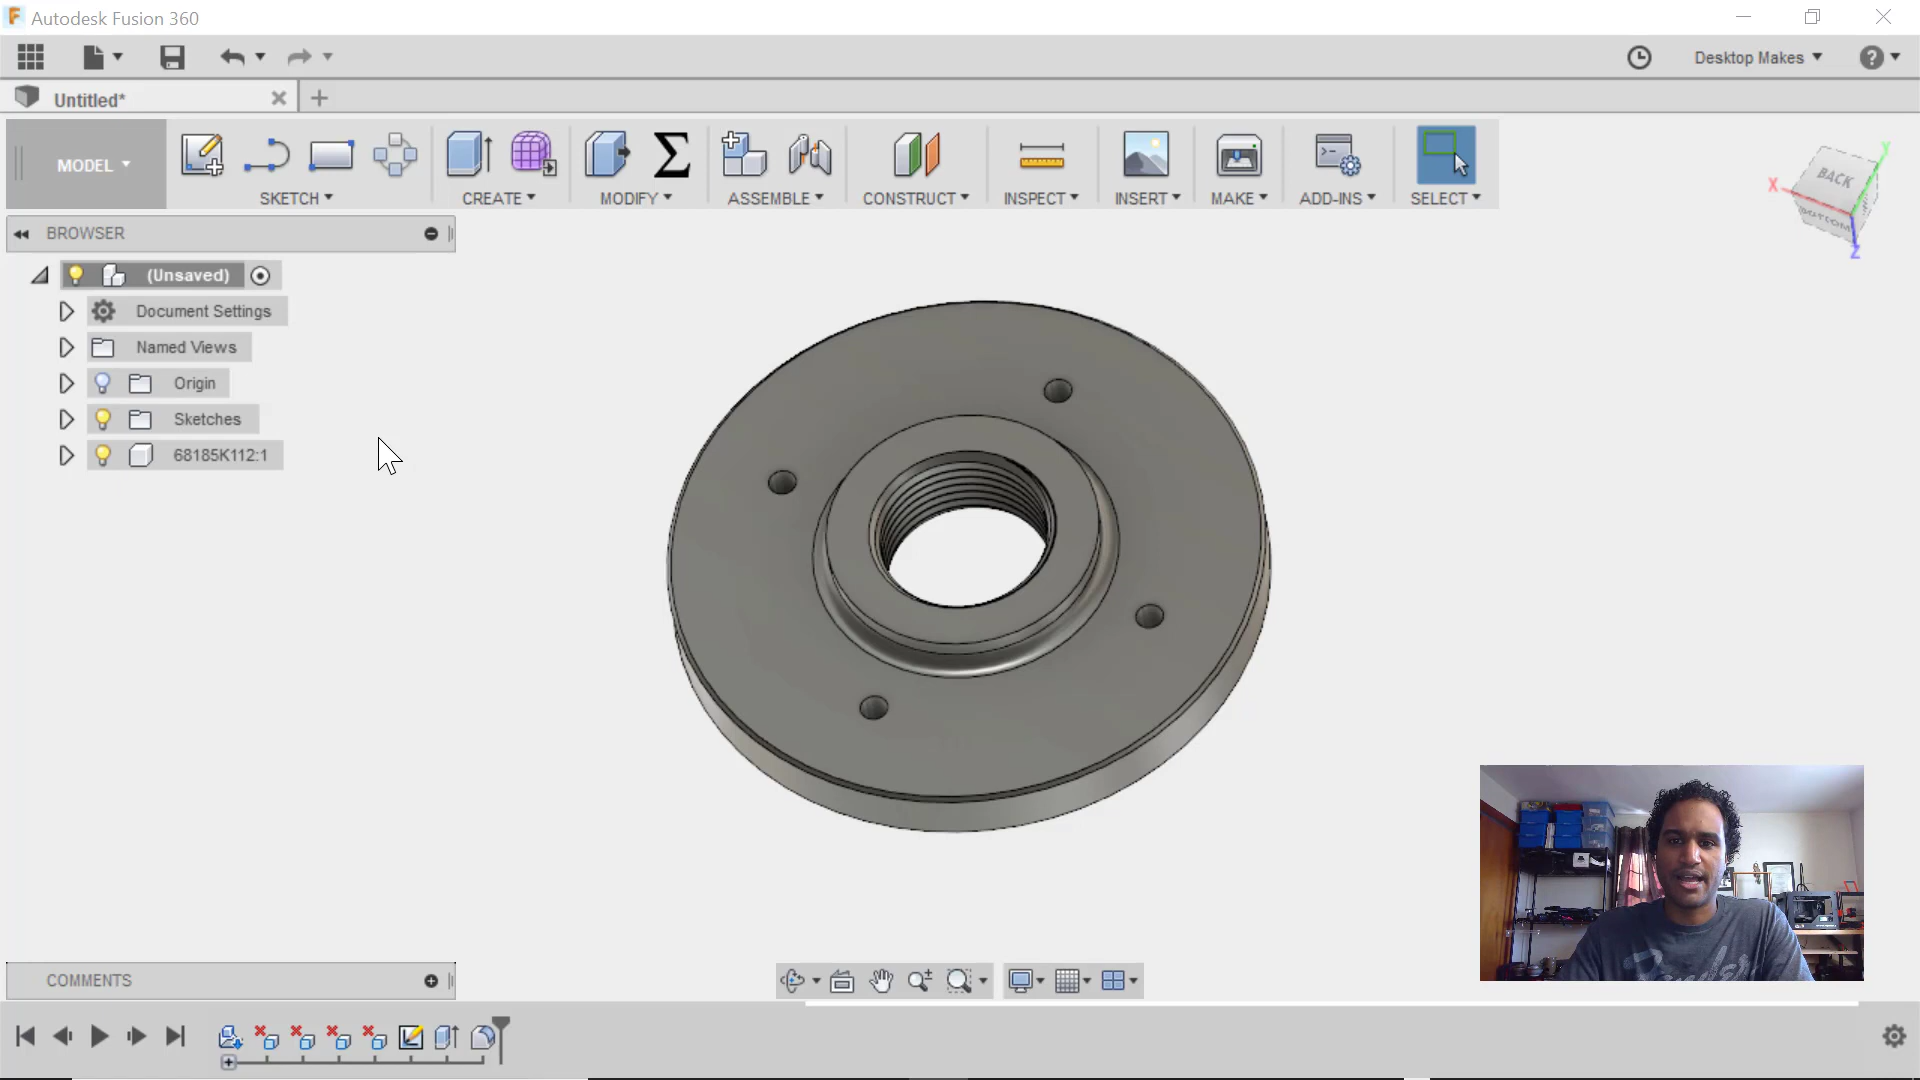 Autodesk Fusion 360
Desktop Makes
Untitled*
MODEL
SKETCH
CREATE
MODIFY
ASSEMBLE
CONSTRUCT
INSPECT
INSERT
MAKE
ADD-INS
SELECT
BACK
BOTTOM
X
Y
Z
BROWSER
(Unsaved)
Document Settings
Named Views
Origin
Sketches
68185K112:1
COMMENTS